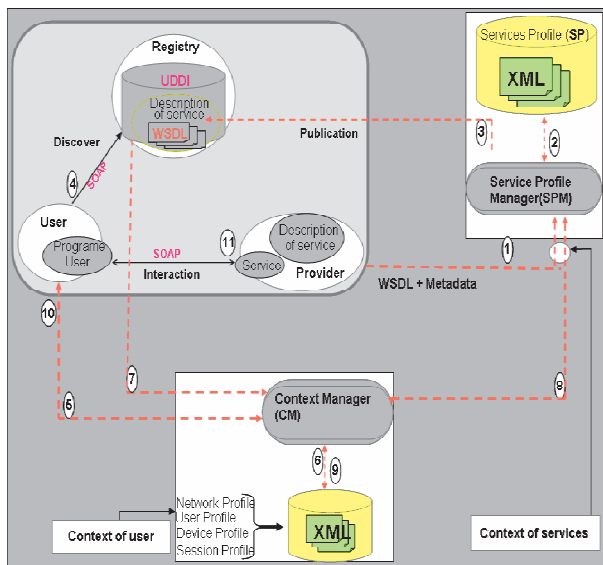 Registry
UDDI
Description
of service
WSDL
Discover
4
SOAP
User
Programe
User
SOAP
Interaction
11
Description
of service
Service
Provider
Publication
3
2
Services Profile (SP)
XML
Service Profile
Manager(SPM)
1
WSDL + Metadata
10
5
7
8
Context Manager
(CM)
6
9
Network Profile
User Profile
Device Profile
Session Profile
XML
Context of user
Context of services